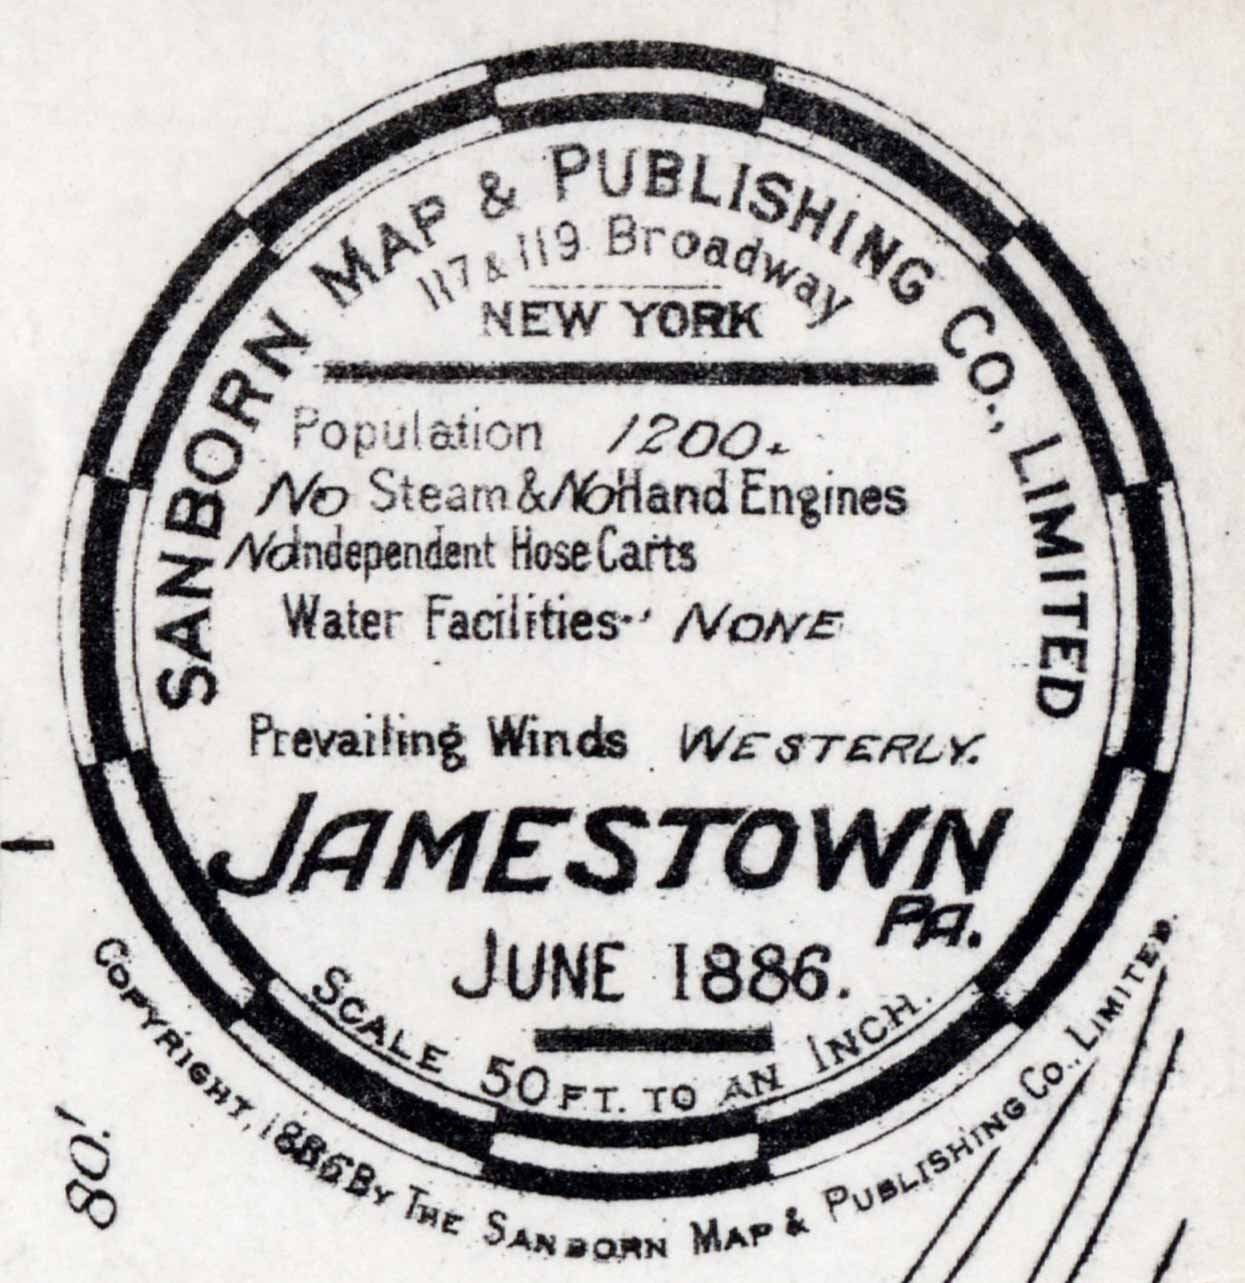 SANBORN MAP & PUBLISHING CO., LIMITED
117 & 119 Broadway
NEW YORK
Population 1200.
No Steam & No Hand Engines
No Independent Hose Carts
Water Facilities NONE
Prevailing Winds WESTERLY.
JAMESTOWN
PA.
JUNE 1886.
SCALE 50 FT. TO AN INCH.
COPYRIGHT, 1886 BY THE SANBORN MAP & PUBLISHING CO., LIMITED.